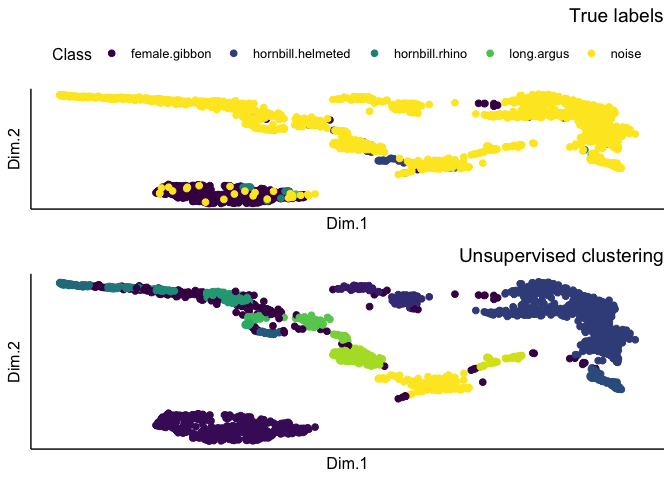 True labels
Class female.gibbon hornbill.helmeted hornbill.rhino long.argus noise
Dim.2
Dim.1
Unsupervised clustering
Dim.2
Dim.1